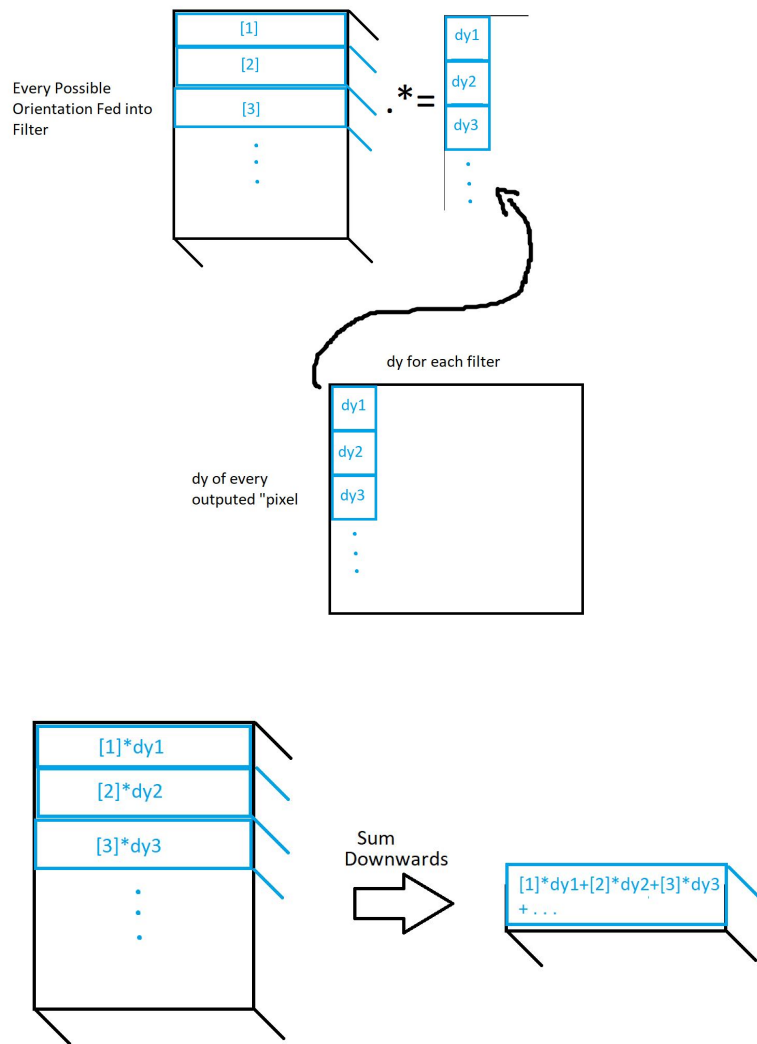 [1]
[2]
[3]
Every Possible
Orientation Fed into
Filter
.*=
dy1
dy2
dy3
dy for each filter
dy1
dy2
dy3
dy of every
outputed "pixel
[1]*dy1
[2]*dy2
[3]*dy3
Sum
Downwards
[1]*dy1+[2]*dy2+[3]*dy3
+ . . .